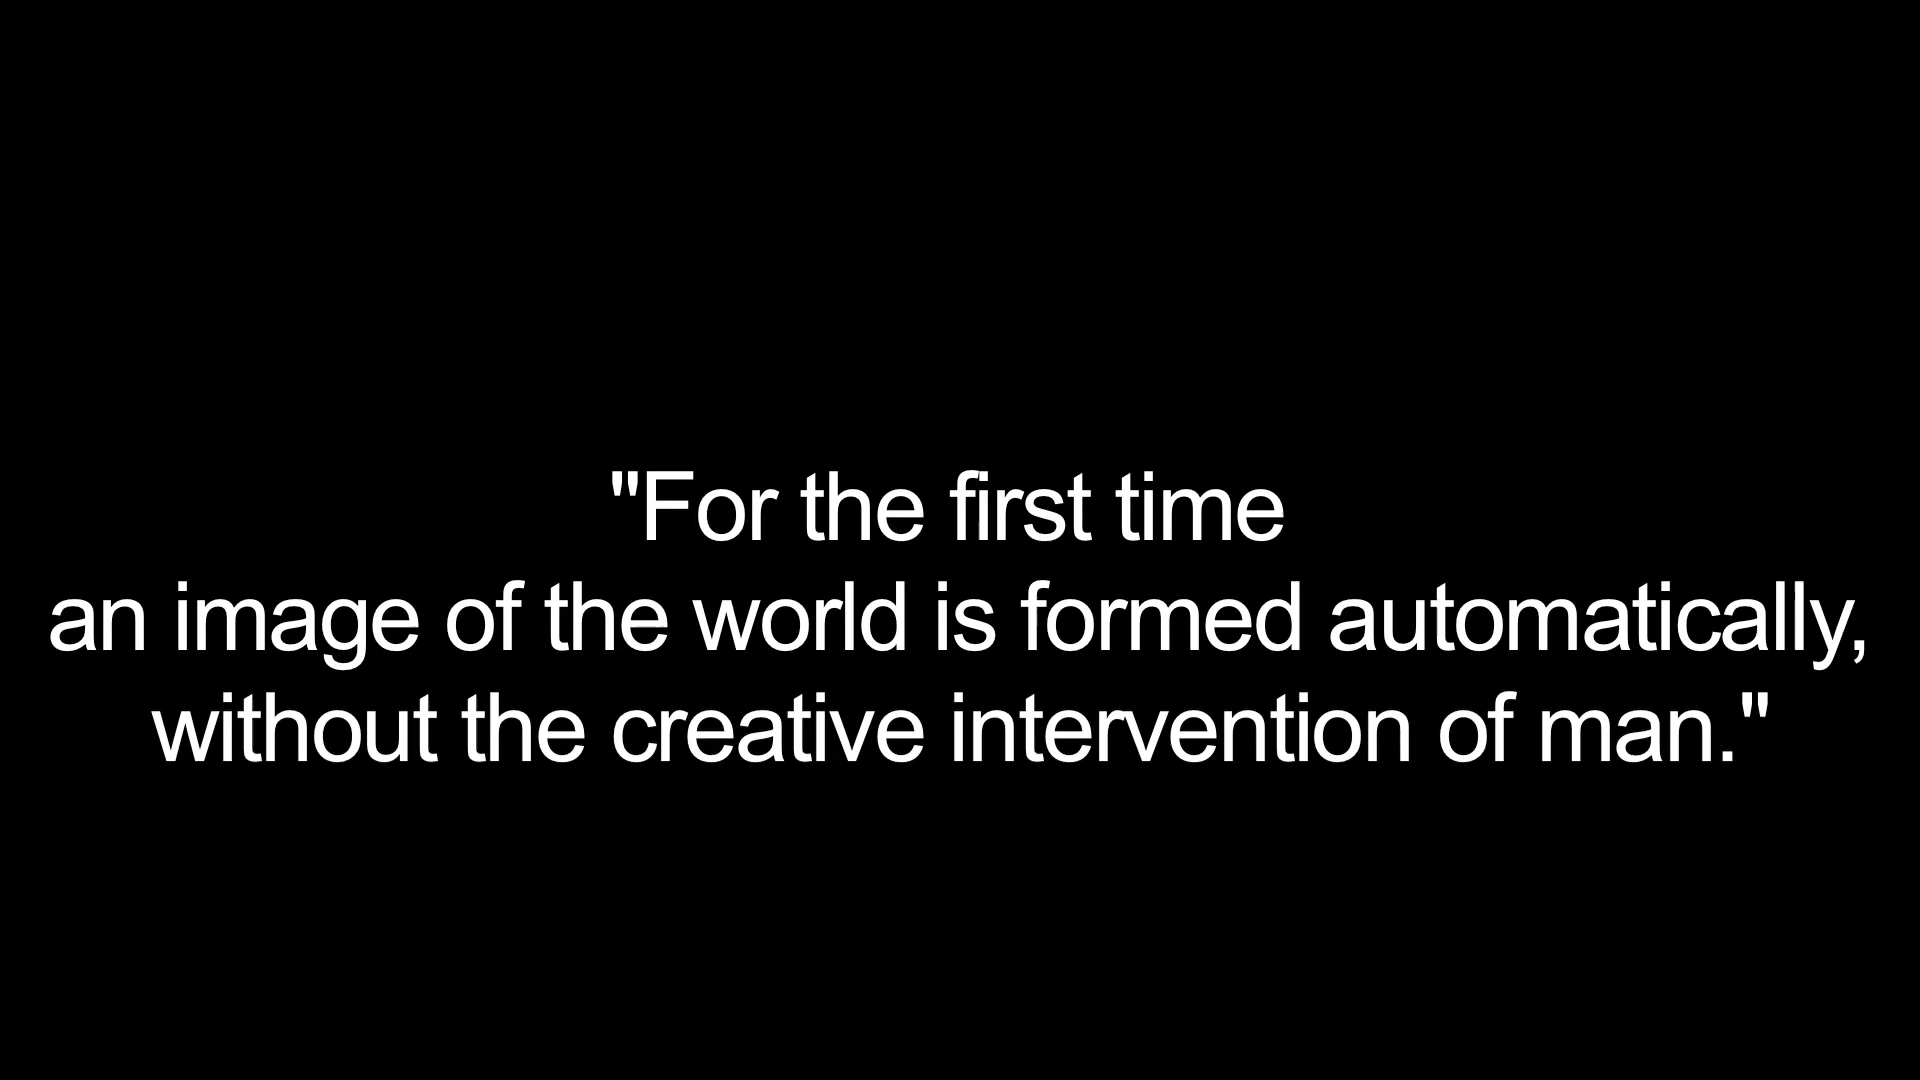 "For the first time
an image of the world is formed automatically,
without the creative intervention of man."